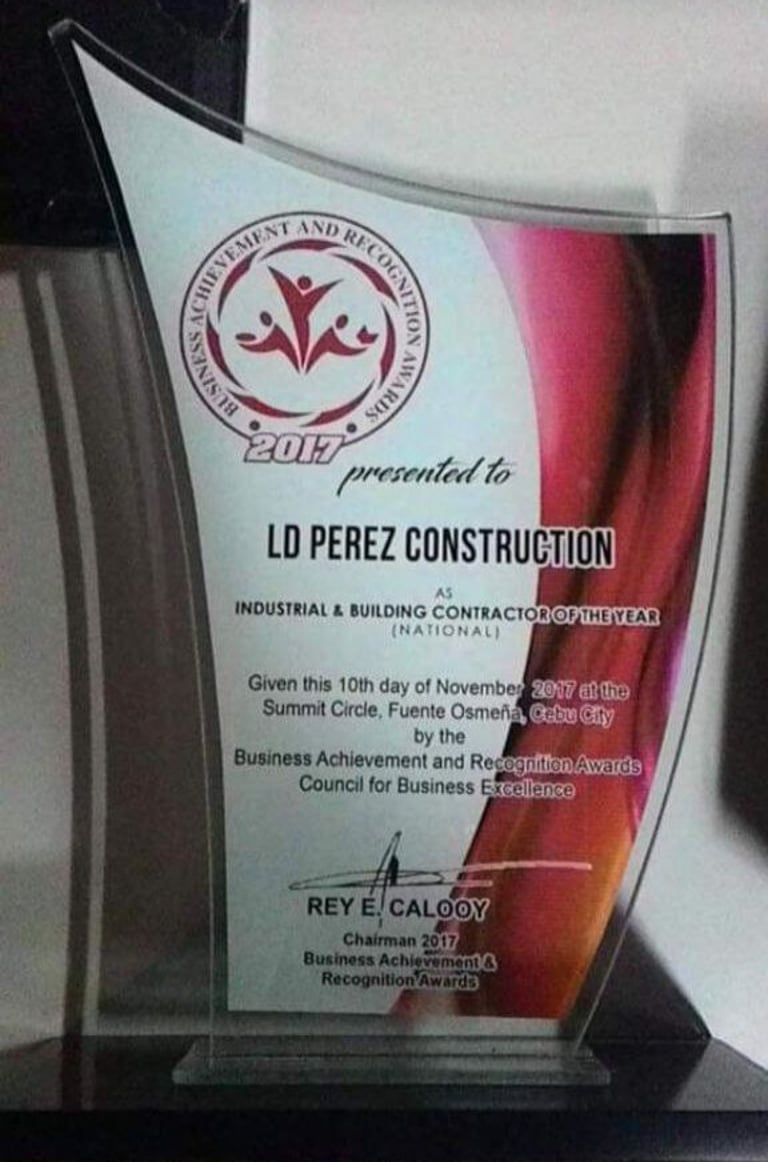 BUSINESS ACHIEVEMENT AND RECOGNITION AWARDS
2017
presented to
LD PEREZ CONSTRUCTION
AS
INDUSTRIAL & BUILDING CONTRACTOR OF THE YEAR
(NATIONAL)
Given this 10th day of November 2017 at the
Summit Circle, Fuente Osmeña, Cebu City
by the
Business Achievement and Recognition Awards
Council for Business Excellence
REY E. CALOOY
Chairman 2017
Business Achievement &
Recognition Awards